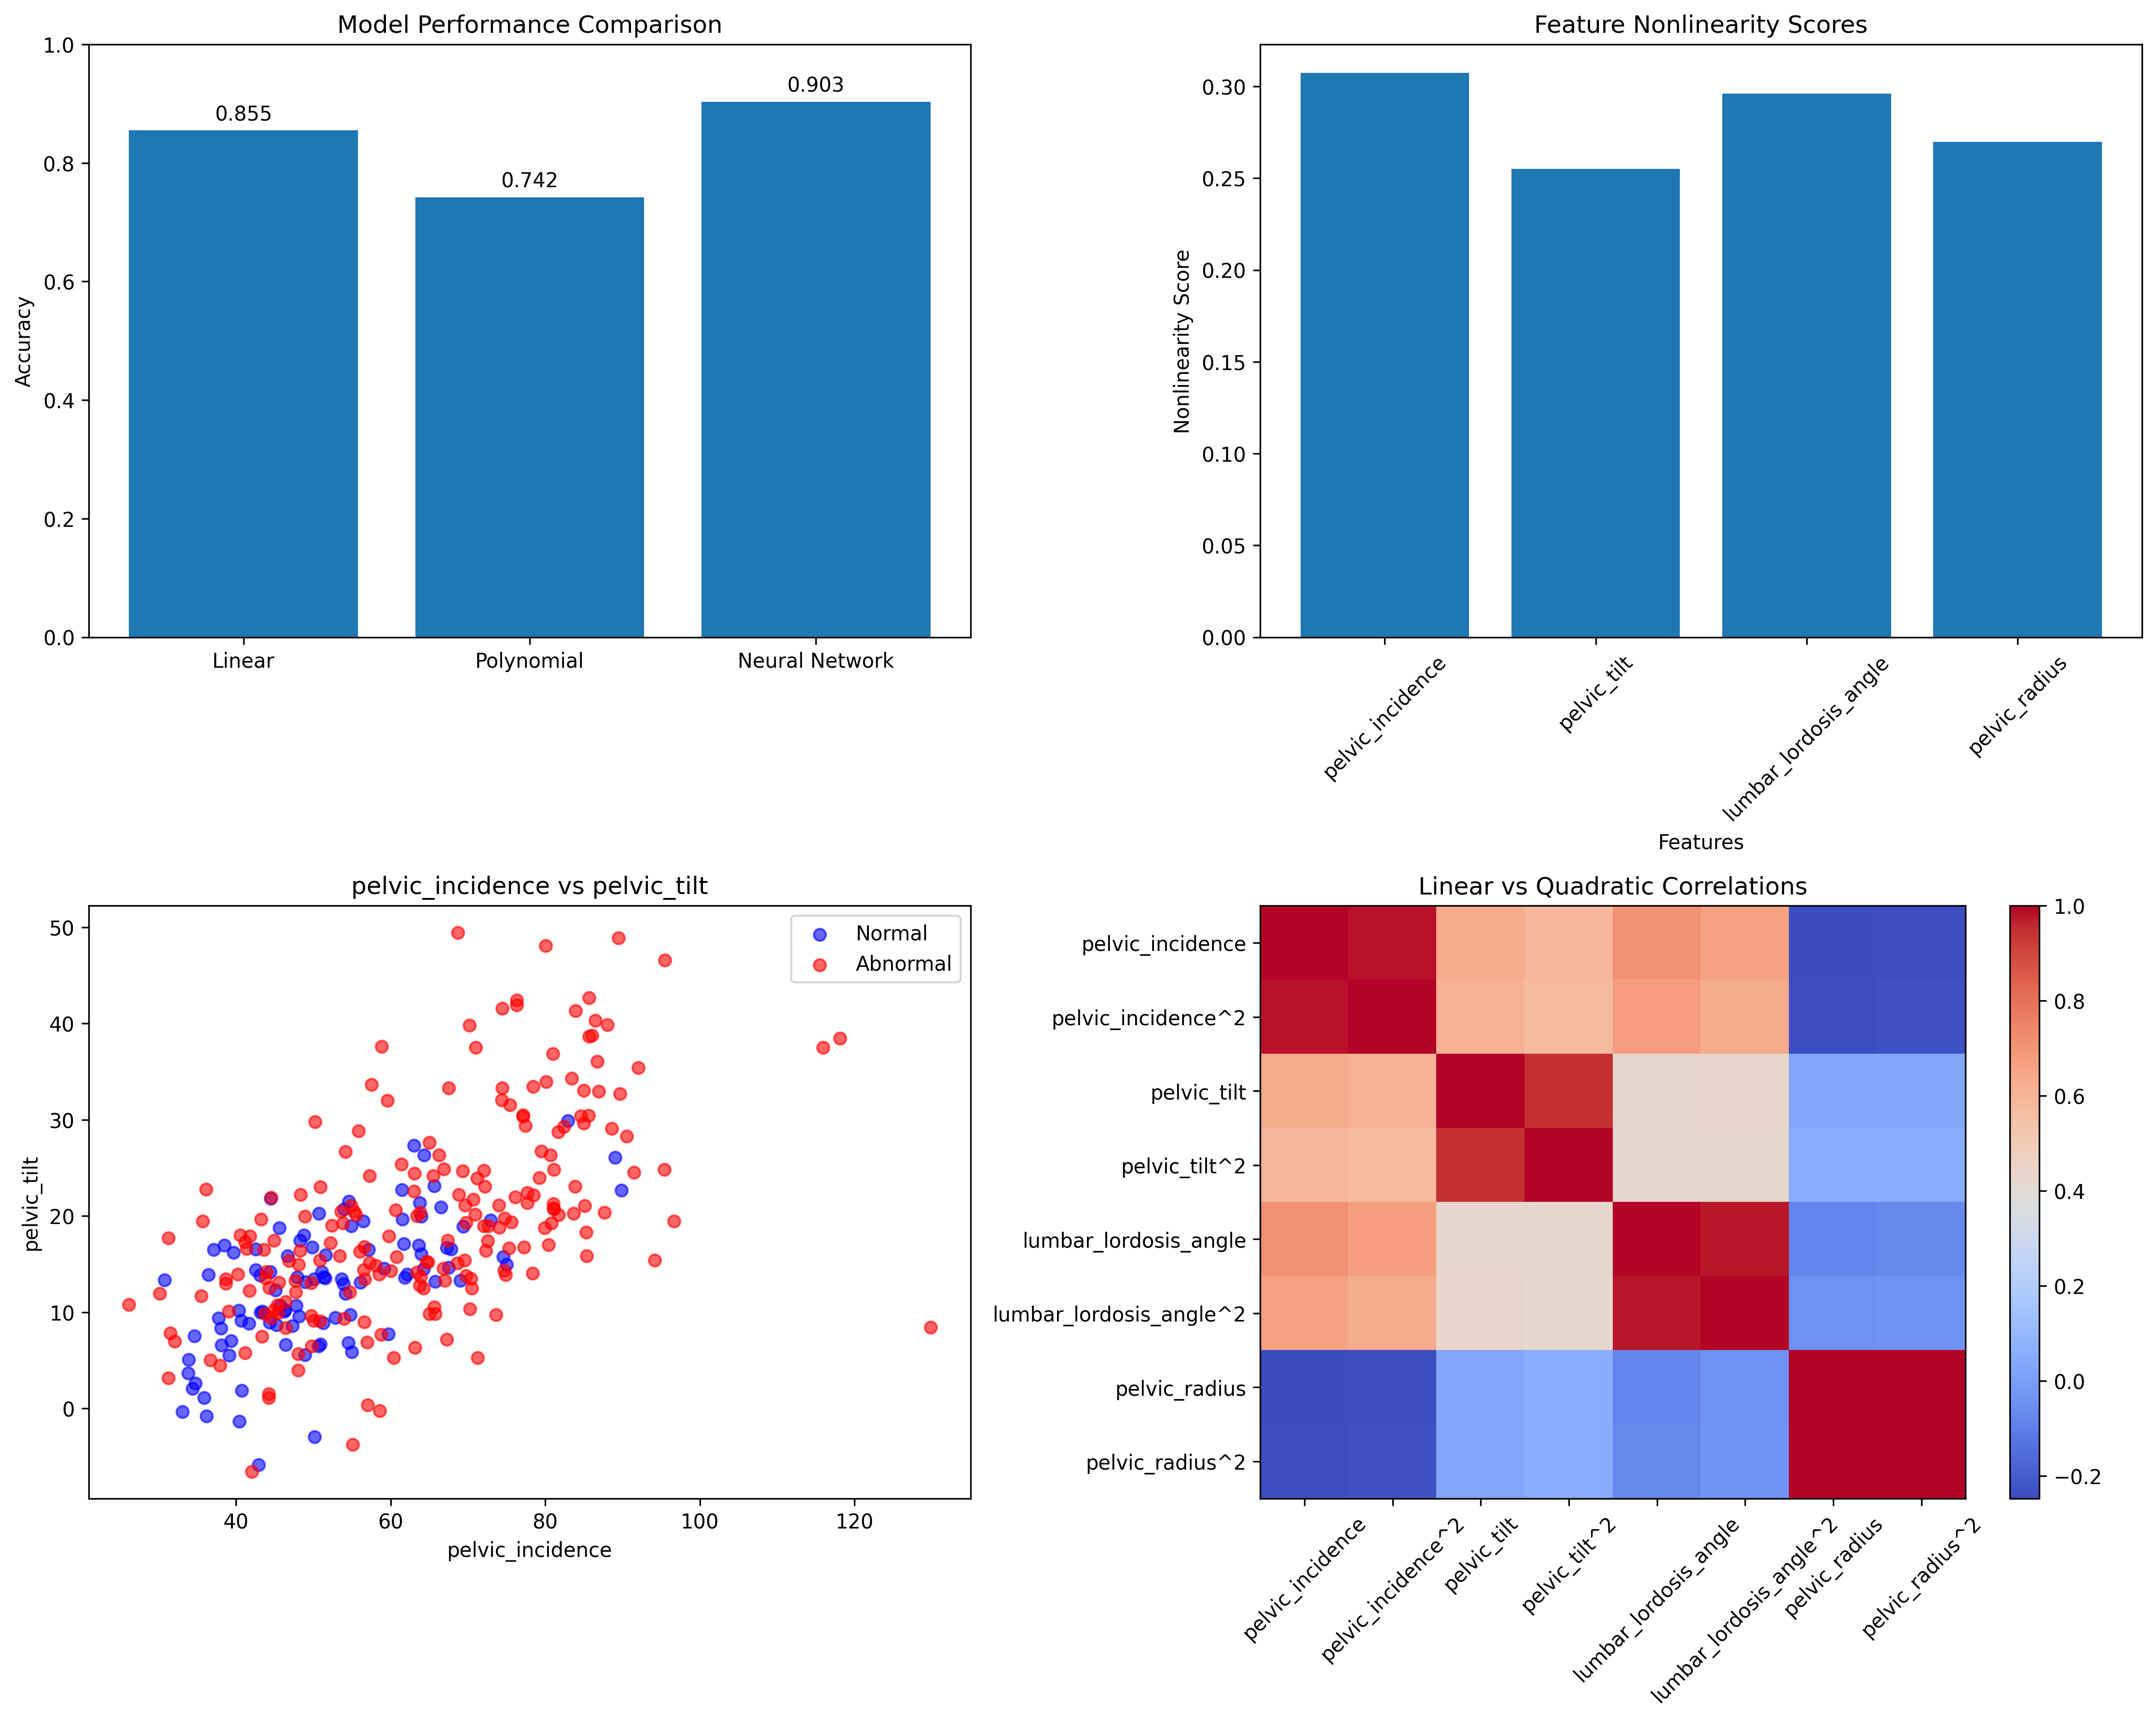 Model Performance Comparison
Accuracy
1.0
0.8
0.6
0.4
0.2
0.0
0.855
0.742
0.903
Linear
Polynomial
Neural Network
Feature Nonlinearity Scores
Nonlinearity Score
0.30
0.25
0.20
0.15
0.10
0.05
0.00
pelvic_incidence
pelvic_tilt
lumbar_lordosis_angle
pelvic_radius
Features
pelvic_incidence vs pelvic_tilt
pelvic_tilt
50
40
30
20
10
0
Normal
Abnormal
40
60
80
100
120
pelvic_incidence
Linear vs Quadratic Correlations
pelvic_incidence
pelvic_incidence^2
pelvic_tilt
pelvic_tilt^2
lumbar_lordosis_angle
lumbar_lordosis_angle^2
pelvic_radius
pelvic_radius^2
pelvic_incidence
pelvic_incidence^2
pelvic_tilt
pelvic_tilt^2
lumbar_lordosis_angle
lumbar_lordosis_angle^2
pelvic_radius
pelvic_radius^2
1.0
0.8
0.6
0.4
0.2
0.0
−0.2